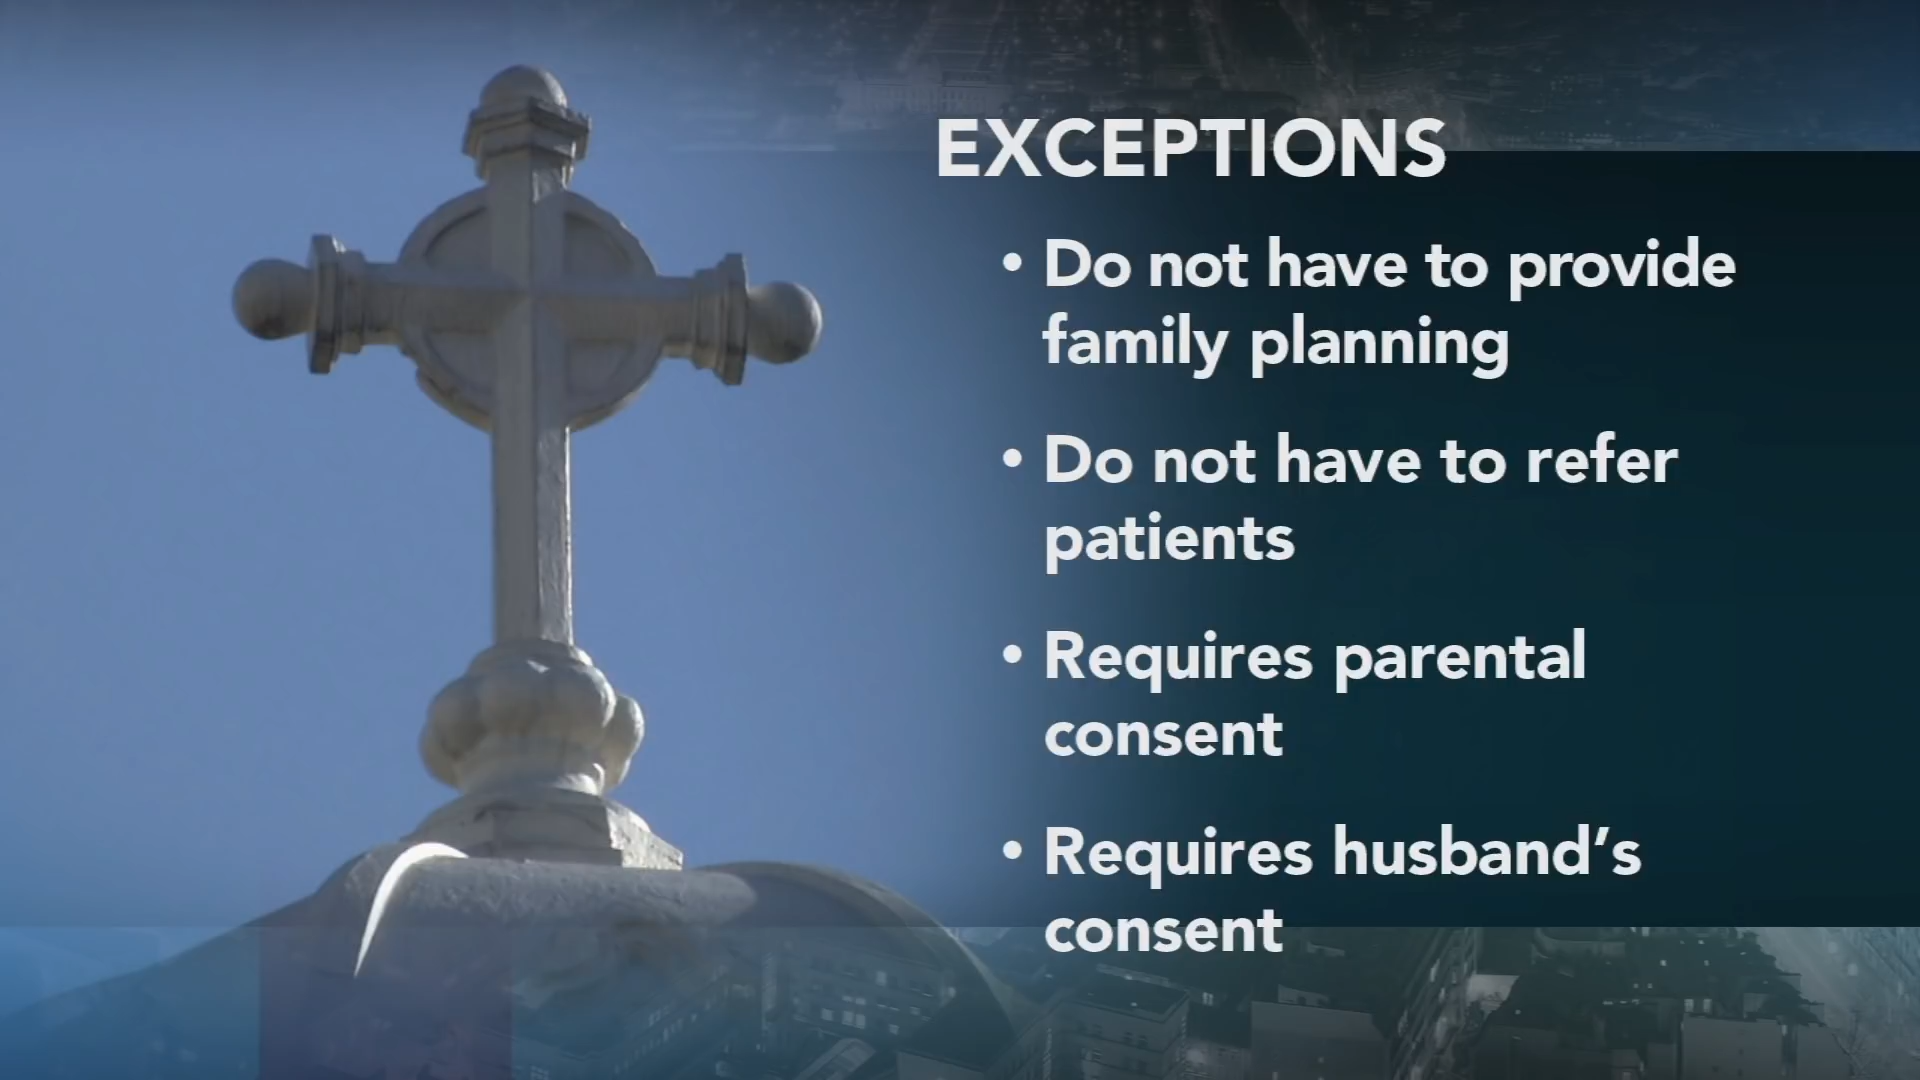 EXCEPTIONS
• Do not have to provide
family planning
• Do not have to refer
patients
• Requires parental
consent
• Requires husband’s
consent